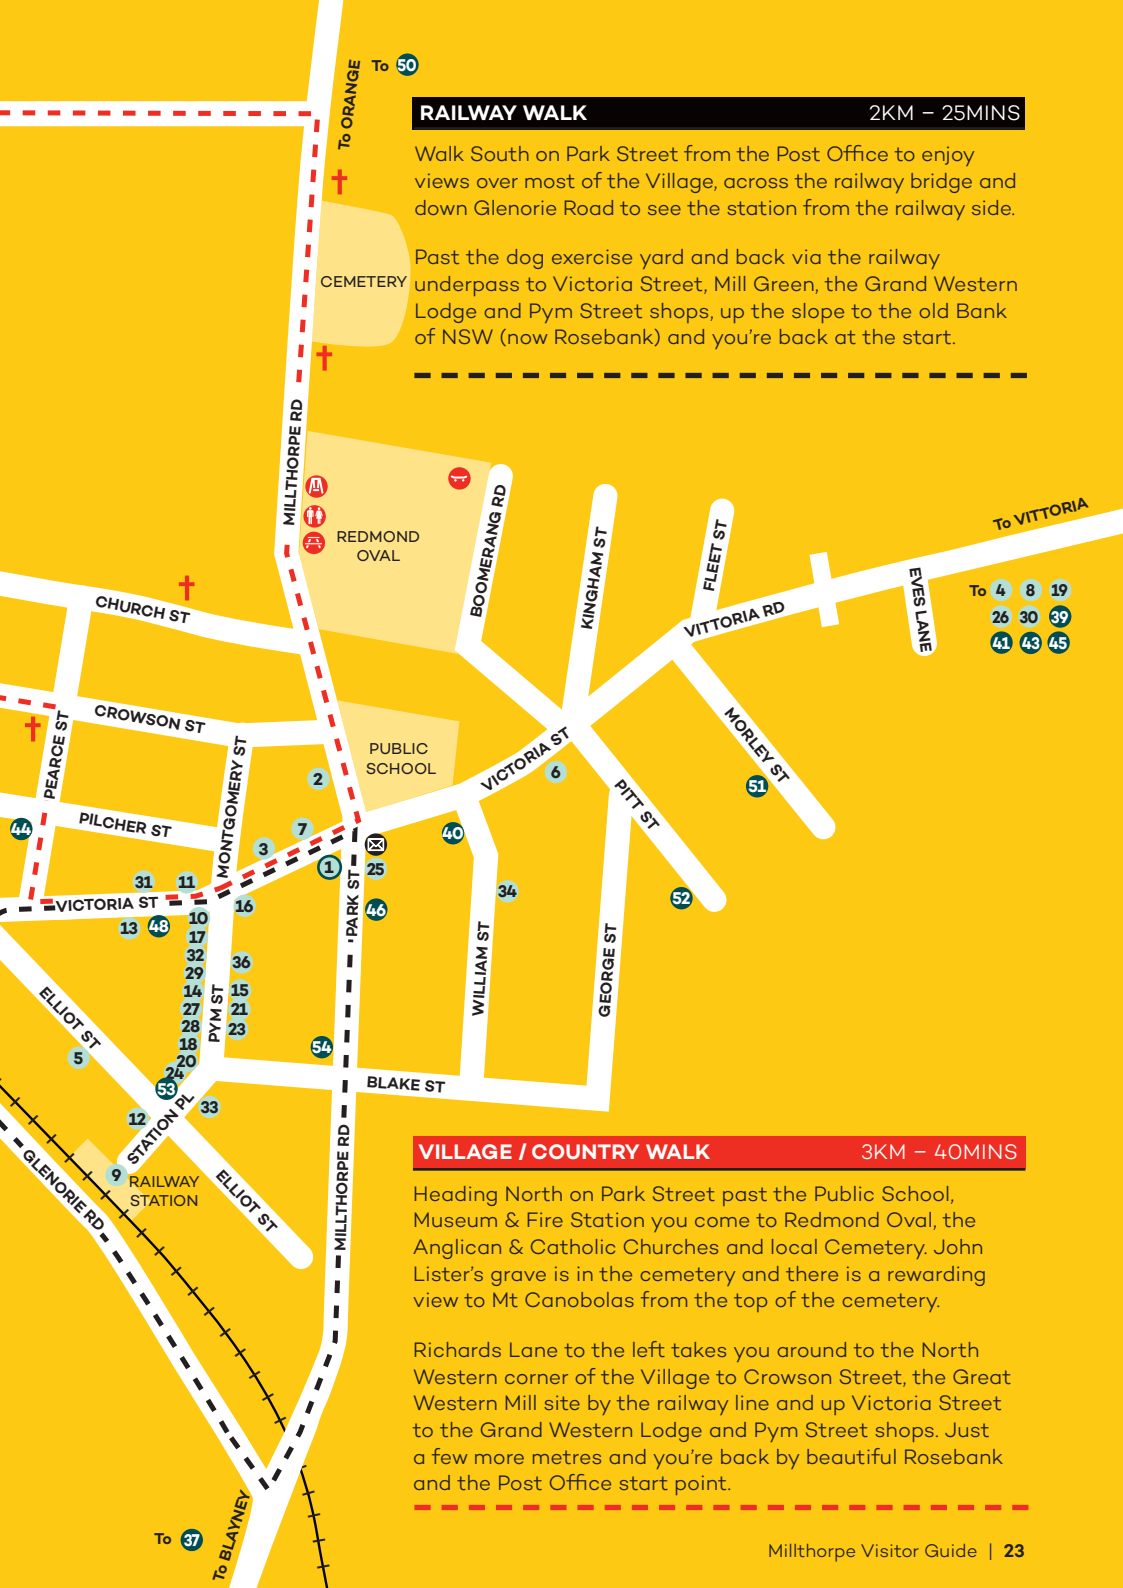 To 50
To ORANGE
RAILWAY WALK 2KM – 25MINS
Walk South on Park Street from the Post Office to enjoy
views over most of the Village, across the railway bridge and
down Glenorie Road to see the station from the railway side.
Past the dog exercise yard and back via the railway
underpass to Victoria Street, Mill Green, the Grand Western
Lodge and Pym Street shops, up the slope to the old Bank
of NSW (now Rosebank) and you're back at the start.
CEMETERY
MILLTHORPE RD
REDMOND
OVAL
BOOMERANG RD
KINGHAM ST
FLEET ST
To VITTORIA
VITTORIA RD
EVES LANE
To 4 8 19
26 30 39
41 43 45
CHURCH ST
CROWSON ST
PEARCE ST
MONTGOMERY ST
PUBLIC
SCHOOL
VICTORIA ST
MORLEY ST
PITT ST
2
6
51
44
PILCHER ST
7
3
1
25
40
31
11
VICTORIA ST
16
13
48
PARK ST
46
34
52
10
17
32
29
14
27
28
18
20
24
53
36
15
21
23
PYM ST
WILLIAM ST
GEORGE ST
ELLIOT ST
5
54
BLAKE ST
12
33
STATION PL
9
RAILWAY
STATION
GLENORIE RD
ELLIOT ST
MILLTHORPE RD
VILLAGE / COUNTRY WALK 3KM – 40MINS
Heading North on Park Street past the Public School,
Museum & Fire Station you come to Redmond Oval, the
Anglican & Catholic Churches and local Cemetery. John
Lister's grave is in the cemetery and there is a rewarding
view to Mt Canobolas from the top of the cemetery.
Richards Lane to the left takes you around to the North
Western corner of the Village to Crowson Street, the Great
Western Mill site by the railway line and up Victoria Street
to the Grand Western Lodge and Pym Street shops. Just
a few more metres and you're back by beautiful Rosebank
and the Post Office start point.
To 37
To BLAYNEY
Millthorpe Visitor Guide | 23